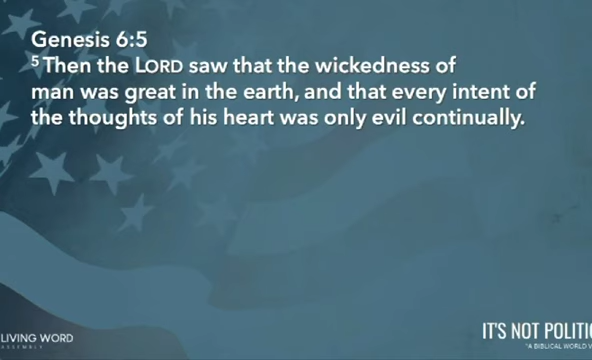 Genesis 6:5
5 Then the LORD saw that the wickedness of
man was great in the earth, and that every intent of
the thoughts of his heart was only evil continually.
LIVING WORD
ASSEMBLY
IT'S NOT POLITIC
"A BIBLICAL WORLD V